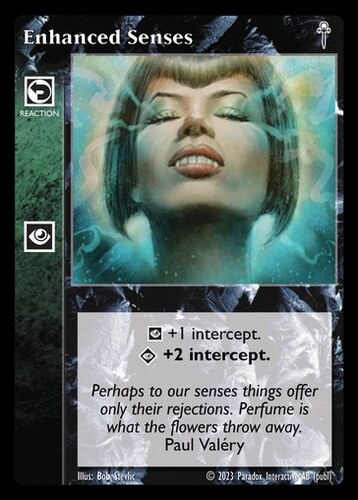 Enhanced Senses
REACTION
+1 intercept.
+2 intercept.
Perhaps to our senses things offer
only their rejections. Perfume is
what the flowers throw away.
Paul Valéry
Illus: Bob Stevlic © 2023 Paradox Interactive AB (publ)